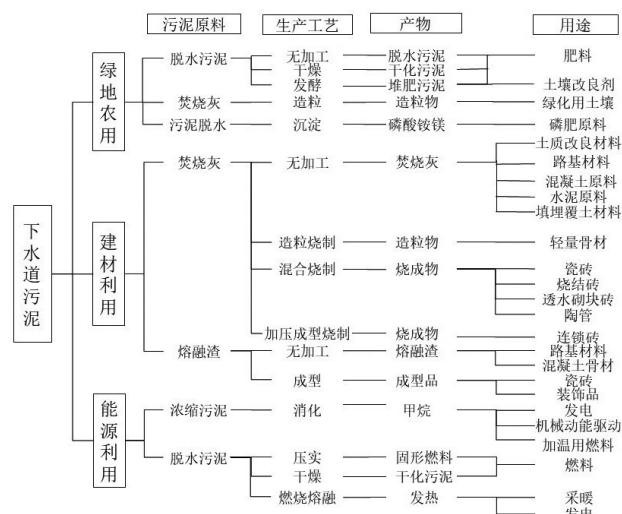 污泥原料 生产工艺 产物 用途
下水道污泥
绿地农用
脱水污泥 无加工 脱水污泥 肥料
干燥 干化污泥
发酵 堆肥污泥 土壤改良剂
焚烧灰 造粒 造粒物 绿化用土壤
污泥脱水 沉淀 磷酸铵镁 磷肥原料
建材利用
焚烧灰 无加工 焚烧灰 土质改良材料
路基材料
混凝土原料
水泥原料
填埋覆土材料
造粒烧制 造粒物 轻量骨材
混合烧制 烧成物 瓷砖
烧结砖
透水砌块砖
陶管
加压成型烧制 烧成物 连锁砖
熔融渣 无加工 熔融渣 路基材料
混凝土骨材
成型 成型品 瓷砖
装饰品
能源利用
浓缩污泥 消化 甲烷 发电
机械动能驱动
加温用燃料
脱水污泥 压实 固形燃料 燃料
干燥 干化污泥
燃烧熔融 发热 采暖
发电